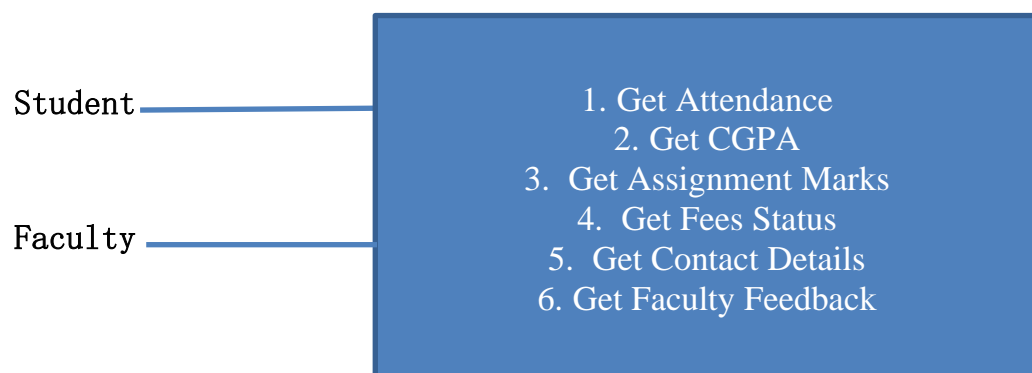 Student
Faculty
1. Get Attendance
2. Get CGPA
3. Get Assignment Marks
4. Get Fees Status
5. Get Contact Details
6. Get Faculty Feedback